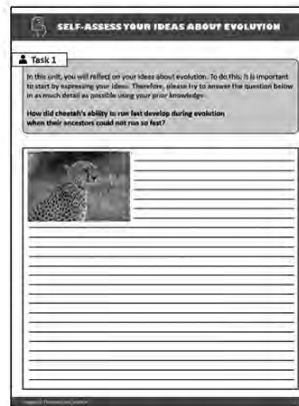 SELF-ASSESS YOUR IDEAS ABOUT EVOLUTION
Task 1
In this unit, you will reflect on your ideas about evolution. To do this, it is important
to start by expressing your ideas. Therefore, please try to answer the question below
in as much detail as possible using your prior knowledge.
How did cheetah's ability to run fast develop during evolution
when their ancestors could not run so fast?